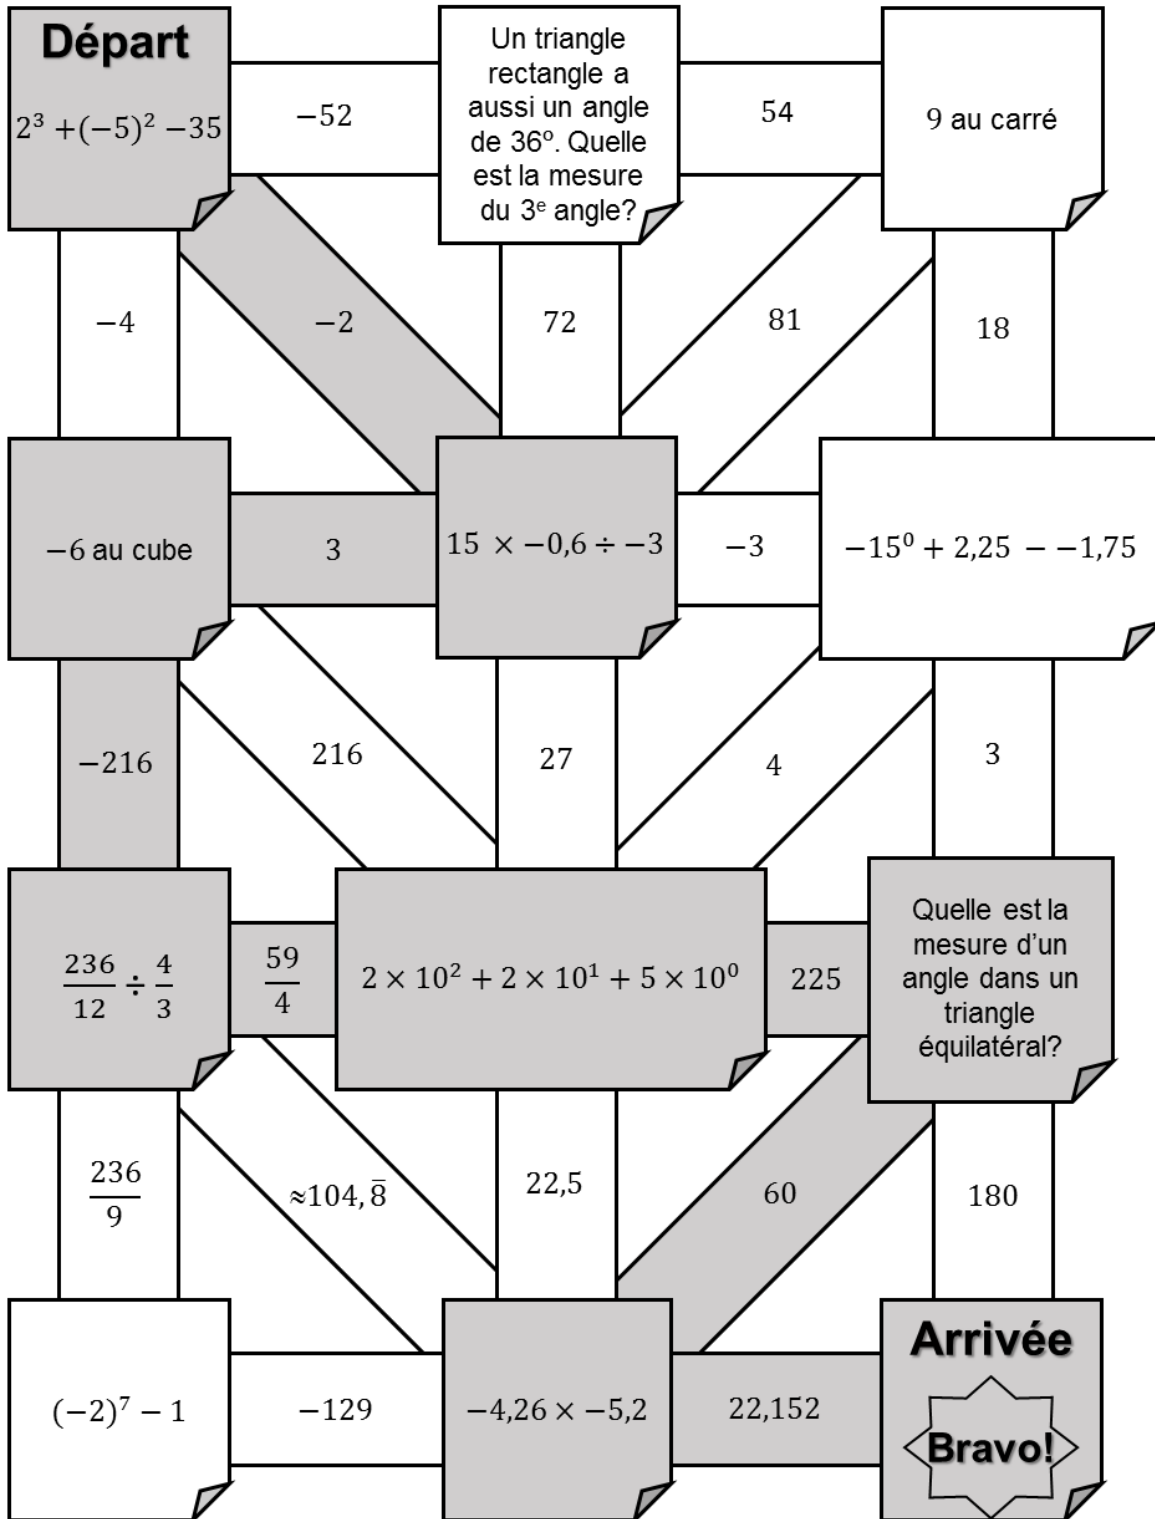 Départ
2³ +(−5)² −35
−52
Un triangle
rectangle a
aussi un angle
de 36º. Quelle
est la mesure
du 3ᵉ angle?
54
9 au carré
−4
−2
72
81
18
−6 au cube
3
15 × −0,6 ÷ −3
−3
−15⁰ + 2,25 − −1,75
−216
216
27
4
3
236/12 ÷ 4/3
59/4
2 × 10² + 2 × 10¹ + 5 × 10⁰
225
Quelle est la
mesure d’un
angle dans un
triangle
équilatéral?
236/9
≈104,8̅
22,5
60
180
(−2)⁷ − 1
−129
−4,26 × −5,2
22,152
Arrivée
Bravo!